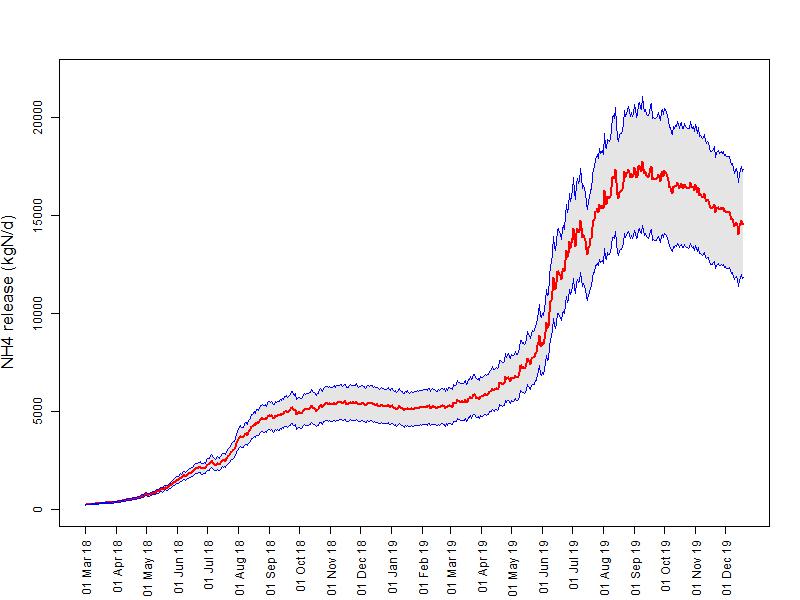 NH4 release (kgN/d)
20000
15000
10000
5000
0
01 Mar 18
01 Apr 18
01 May 18
01 Jun 18
01 Jul 18
01 Aug 18
01 Sep 18
01 Oct 18
01 Nov 18
01 Dec 18
01 Jan 19
01 Feb 19
01 Mar 19
01 Apr 19
01 May 19
01 Jun 19
01 Jul 19
01 Aug 19
01 Sep 19
01 Oct 19
01 Nov 19
01 Dec 19